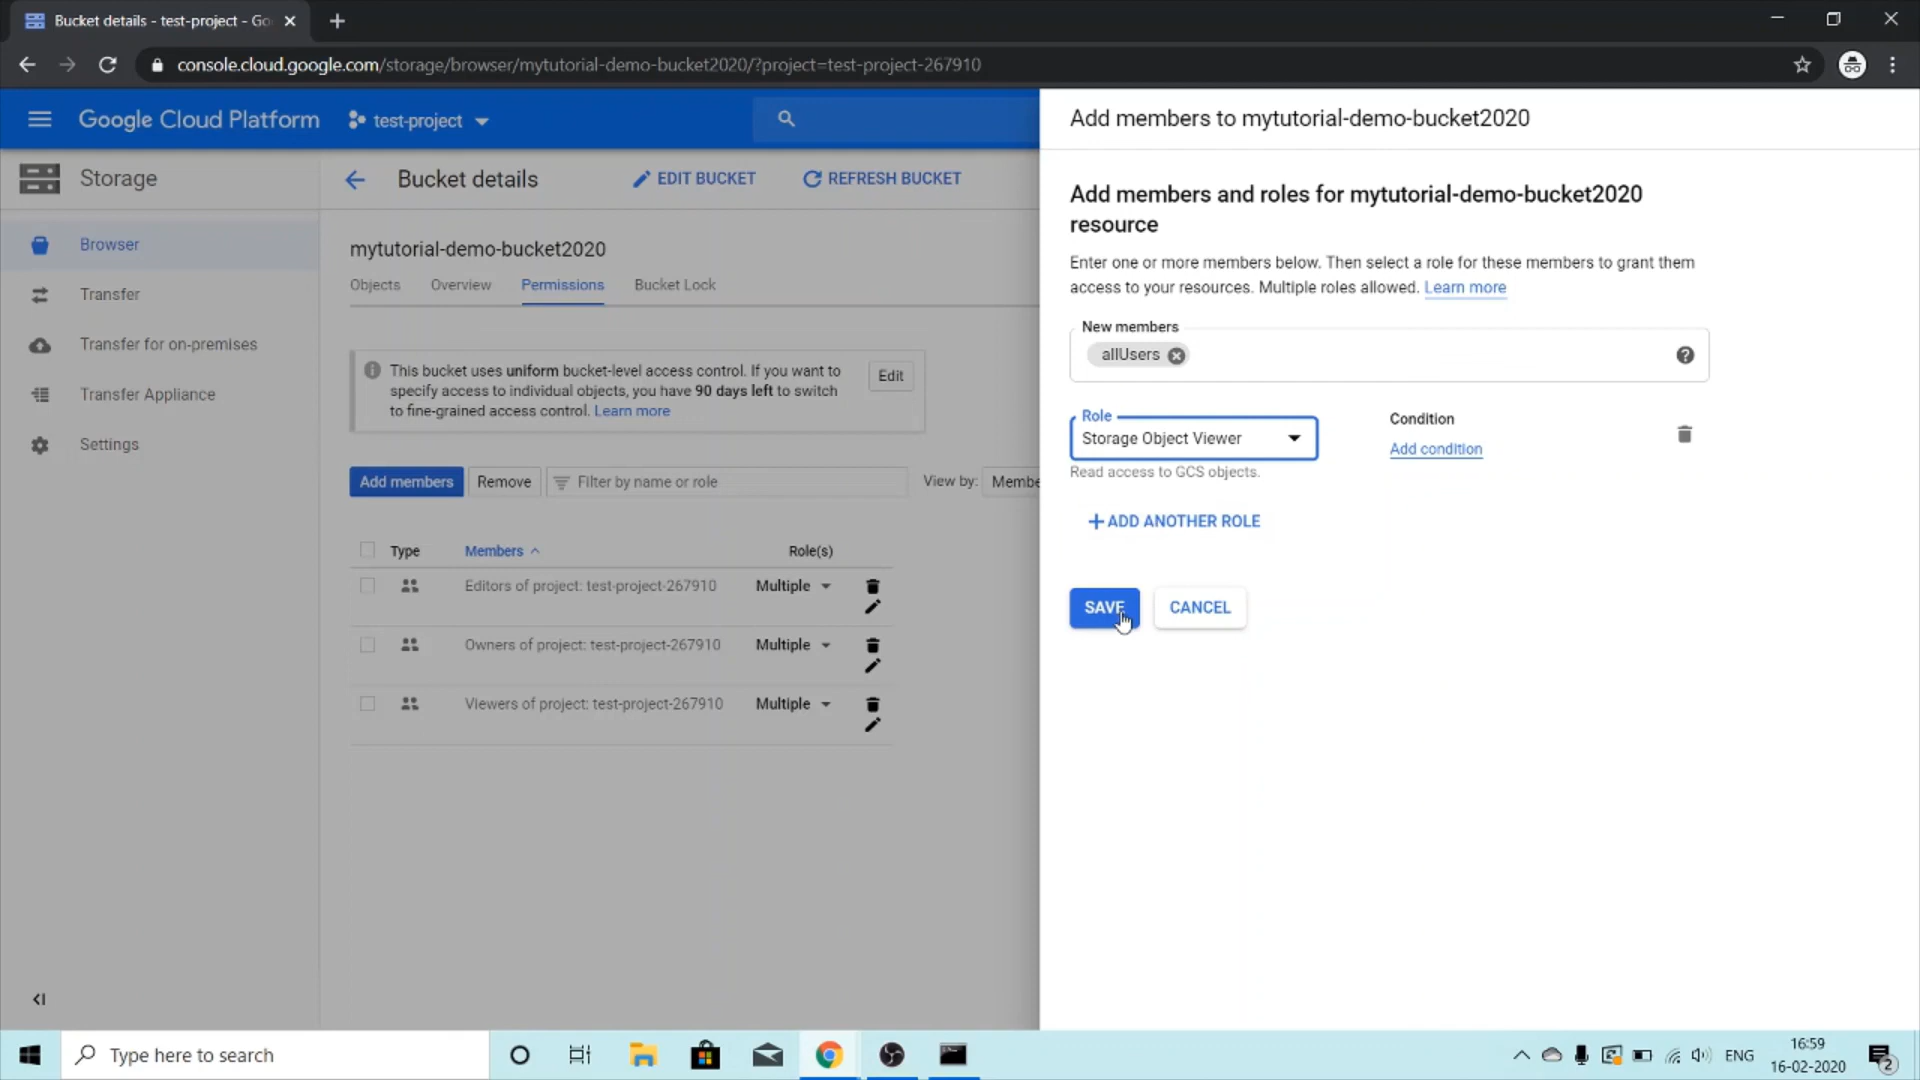 Bucket details - test-project - Go
console.cloud.google.com/storage/browser/mytutorial-demo-bucket2020/?project=test-project-267910
Google Cloud Platform
test-project
Storage
Browser
Transfer
Transfer for on-premises
Transfer Appliance
Settings
Bucket details
EDIT BUCKET
REFRESH BUCKET
mytutorial-demo-bucket2020
Objects
Overview
Permissions
Bucket Lock
This bucket uses uniform bucket-level access control. If you want to
specify access to individual objects, you have 90 days left to switch
to fine-grained access control. Learn more
Edit
Add members
Remove
Filter by name or role
View by:
Membe
Type
Members
Role(s)
Editors of project: test-project-267910
Multiple
Owners of project: test-project-267910
Multiple
Viewers of project: test-project-267910
Multiple
Add members to mytutorial-demo-bucket2020
Add members and roles for mytutorial-demo-bucket2020
resource
Enter one or more members below. Then select a role for these members to grant them
access to your resources. Multiple roles allowed. Learn more
New members
allUsers
Role
Storage Object Viewer
Read access to GCS objects.
Condition
Add condition
ADD ANOTHER ROLE
SAVE
CANCEL
Type here to search
ENG
16:59
16-02-2020
2